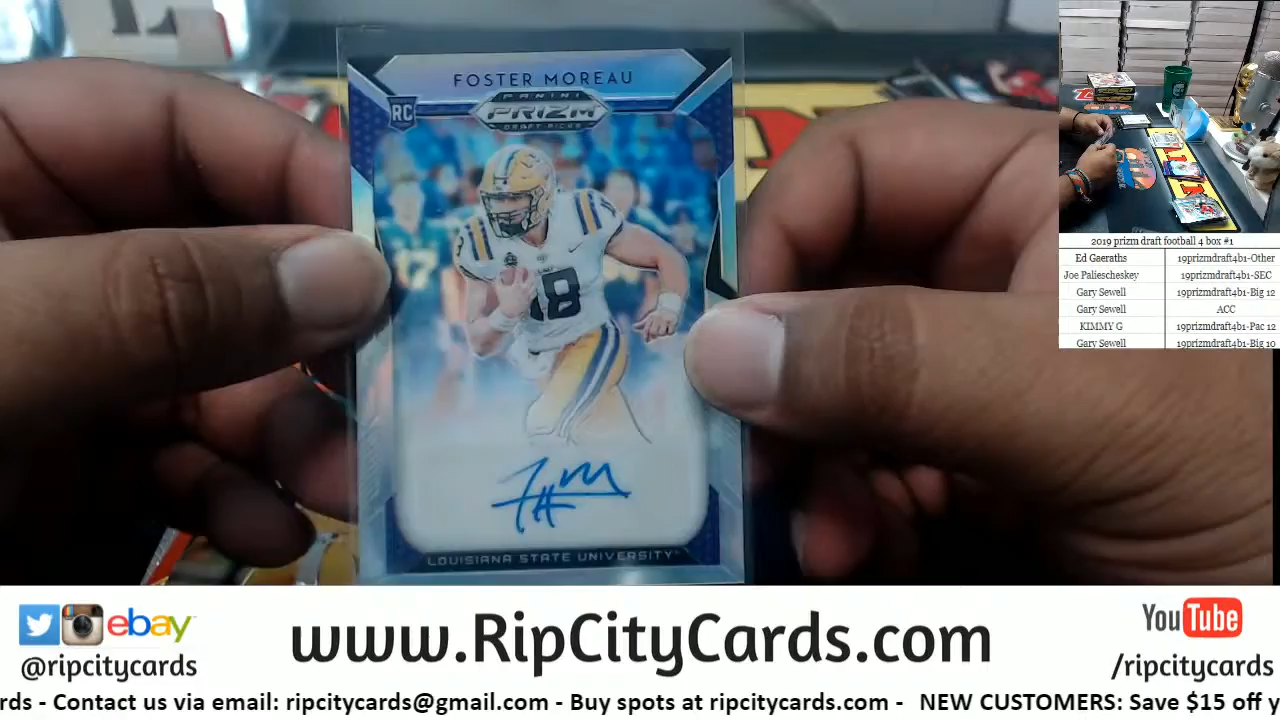 FOSTER MOREAU
RC
PANINI
PRIZM
DRAFT PICKS
18
17
LOUISIANA STATE UNIVERSITY
2019 prizm draft football 4 box #1
Ed Gaeraths 19prizmdraft4b1-Other
Joe Paliescheskey 19prizmdraft4b1-SEC
Gary Sewell 19prizmdraft4b1-Big 12
Gary Sewell ACC
KIMMY G 19prizmdraft4b1-Pac 12
Gary Sewell 19prizmdraft4b1-Big 10
ebay
@ripcitycards
www.RipCityCards.com
YouTube
/ripcitycards
rds - Contact us via email: ripcitycards@gmail.com - Buy spots at ripcitycards.com - NEW CUSTOMERS: Save $15 off y